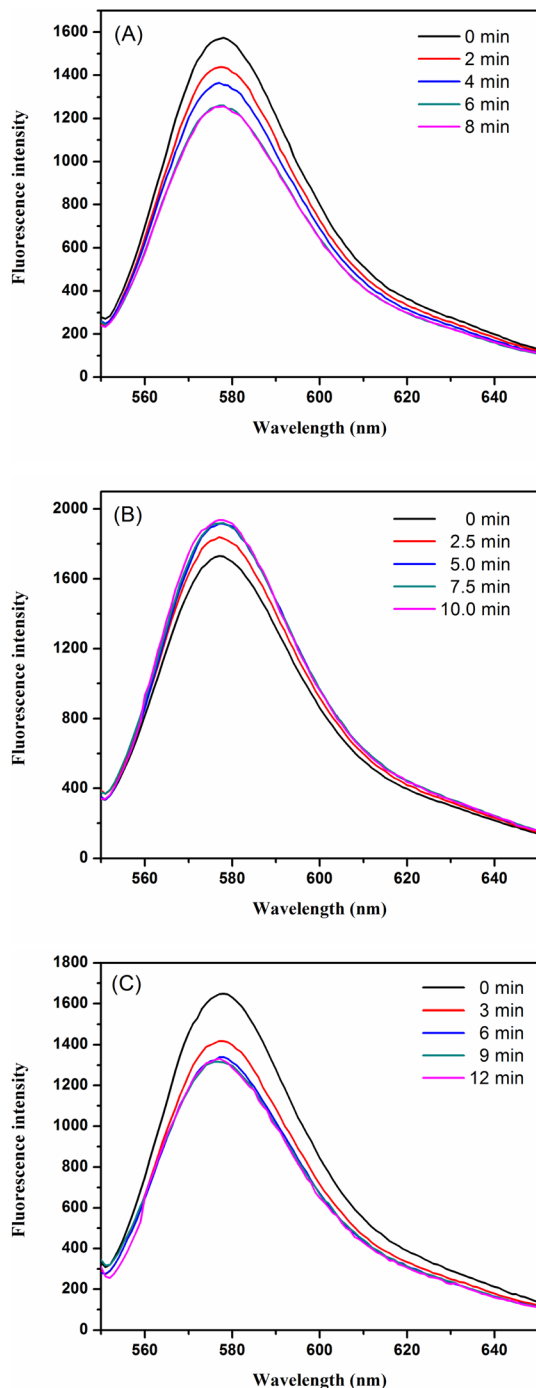 (A)
0 min
2 min
4 min
6 min
8 min
1600
1400
1200
1000
800
600
400
200
0
Fluorescence intensity
560 580 600 620 640
Wavelength (nm)
(B)
0 min
2.5 min
5.0 min
7.5 min
10.0 min
2000
1600
1200
800
400
0
Fluorescence intensity
560 580 600 620 640
Wavelength (nm)
(C)
0 min
3 min
6 min
9 min
12 min
1800
1600
1400
1200
1000
800
600
400
200
0
Fluorescence intensity
560 580 600 620 640
Wavelength (nm)